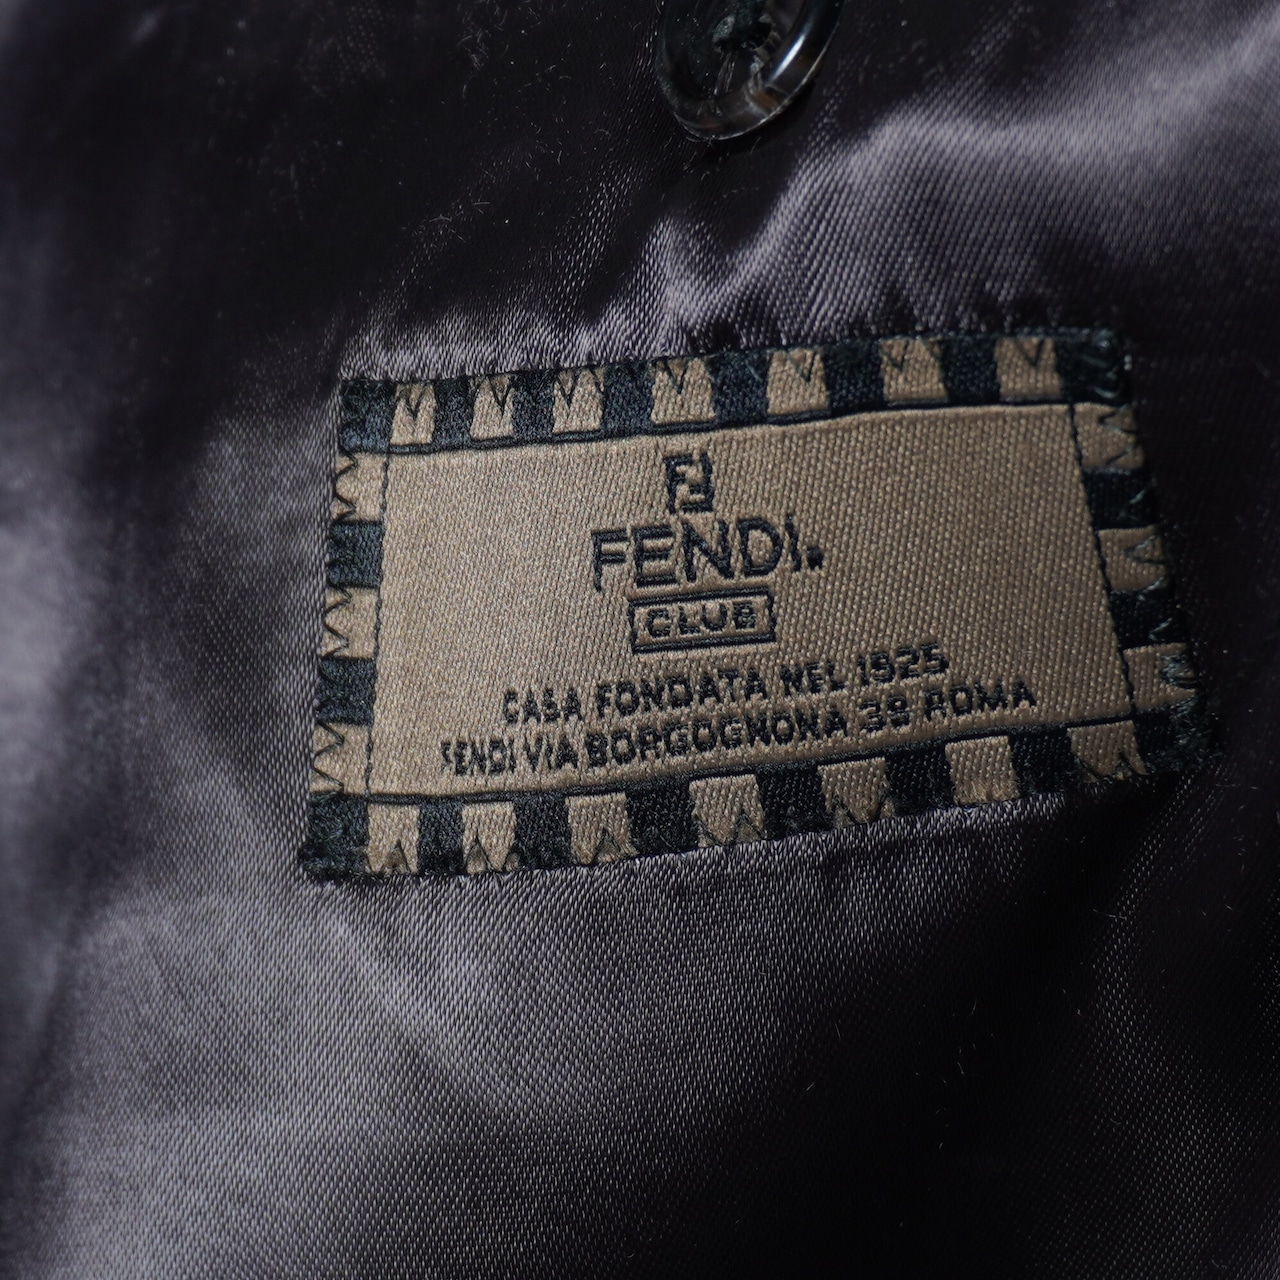 FF
FENDI.
CLUB
CASA FONDATA NEL 1925
FENDI VIA BORGOGNONA 39 ROMA